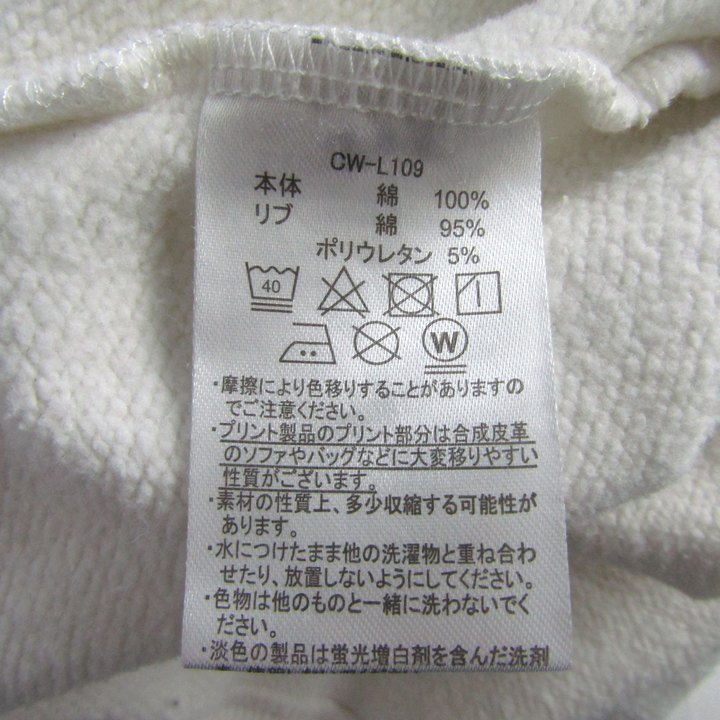 CW-L109
本体 綿 100%
リブ 綿 95%
ポリウレタン 5%
40
W
・摩擦により色移りすることがありますの
でご注意ください。
・プリント製品のプリント部分は合成皮革
のソファやバッグなどに大変移りやすい
性質がございます。
・素材の性質上、多少収縮する可能性が
あります。
・水につけたまま他の洗濯物と重ね合わ
せたり、放置しないようにしてください。
・色物は他のものと一緒に洗わないでく
ださい。
・淡色の製品は蛍光増白剤を含んだ洗剤